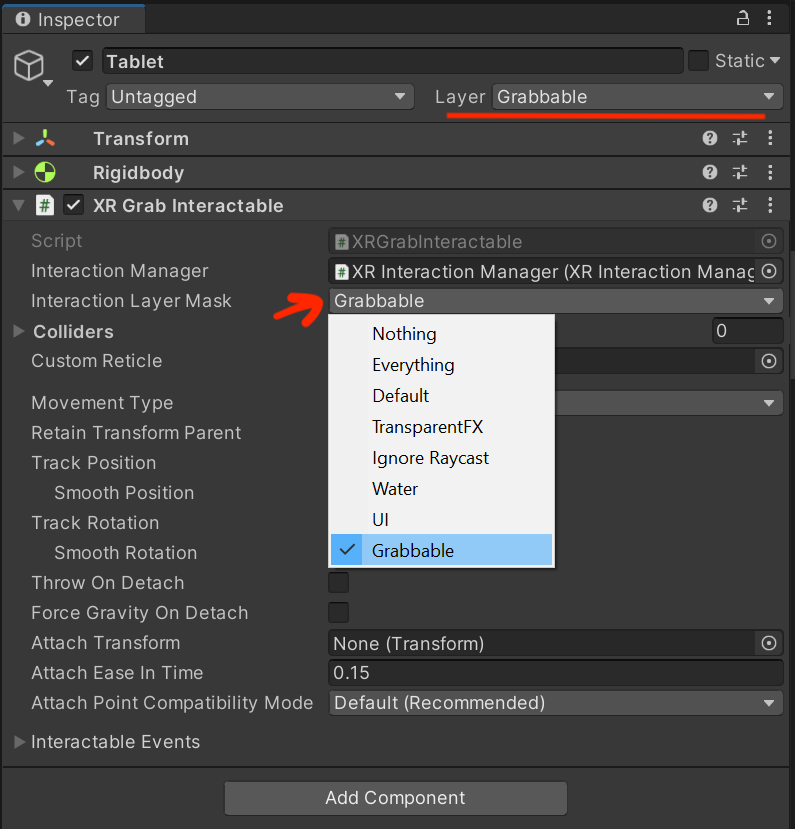 Inspector
Tablet
Static
Tag Untagged Layer Grabbable
Transform
Rigidbody
# XR Grab Interactable
Script # XRGrabInteractable
Interaction Manager # XR Interaction Manager (XR Interaction Manag
Interaction Layer Mask Grabbable
Colliders 0
Nothing
Everything
Default
TransparentFX
Ignore Raycast
Water
UI
Grabbable
Custom Reticle
Movement Type
Retain Transform Parent
Track Position
Smooth Position
Track Rotation
Smooth Rotation
Throw On Detach
Force Gravity On Detach
Attach Transform None (Transform)
Attach Ease In Time 0.15
Attach Point Compatibility Mode Default (Recommended)
Interactable Events
Add Component